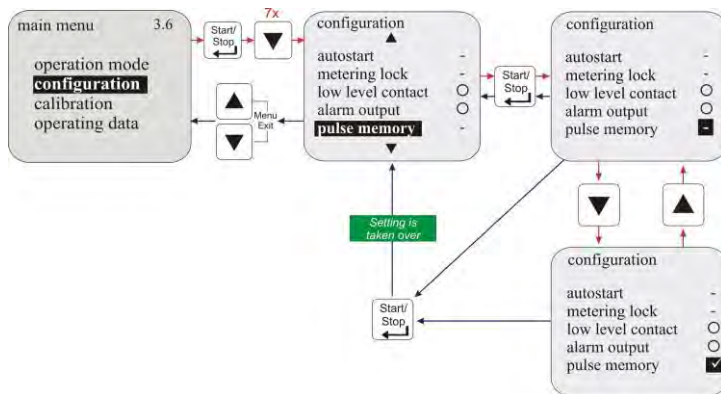 main menu 3.6
operation mode
configuration
calibration
operating data
Start/
Stop
7x
Menu
Exit
configuration
autostart -
metering lock -
low level contact
alarm output
pulse memory -
Start/
Stop
configuration
autostart -
metering lock -
low level contact
alarm output
pulse memory -
Setting is
taken over
Start/
Stop
configuration
autostart -
metering lock -
low level contact
alarm output
pulse memory ✓